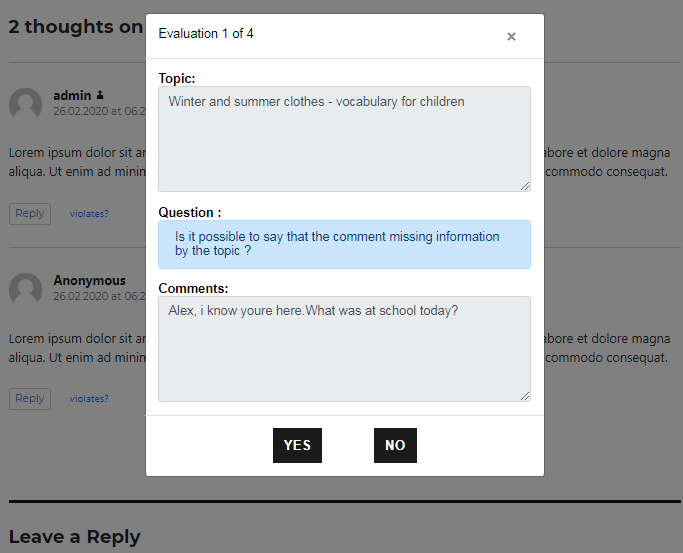 2 thoughts on
Evaluation 1 of 4
×
admin
26.02.2020 at 06:2
Topic:
Winter and summer clothes - vocabulary for children
Lorem ipsum dolor sit ar
abore et dolore magna
aliqua. Ut enim ad minim
commodo consequat.
Reply
violates?
Question :
Is it possible to say that the comment missing information
by the topic ?
Anonymous
26.02.2020 at 06:2
Comments:
Alex, i know youre here.What was at school today?
Lorem ipsum dolor sit ar
abore et dolore magna
aliqua. Ut enim ad minim
commodo consequat.
Reply
violates?
YES
NO
Leave a Reply